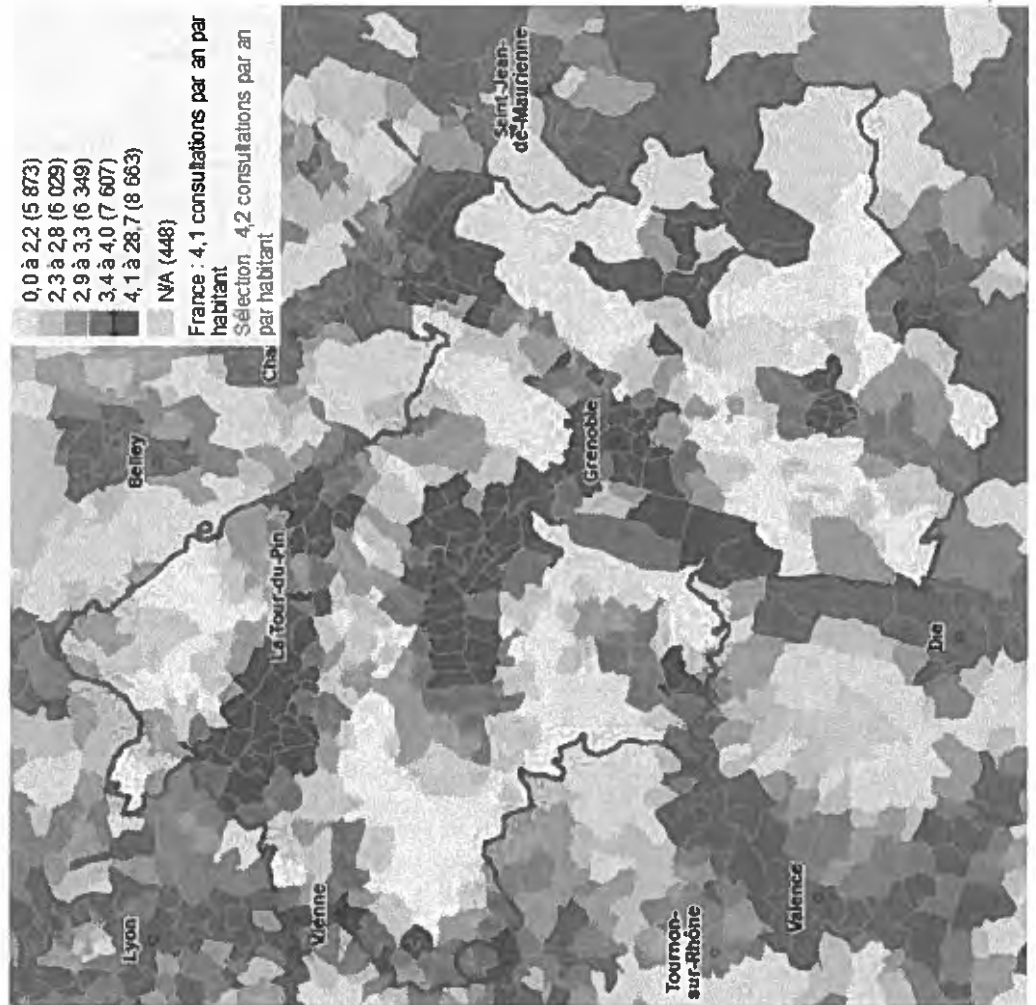 0,0 à 2,2 (5 873)
2,3 à 2,8 (6 029)
2,9 à 3,3 (6 349)
3,4 à 4,0 (7 607)
4,1 à 28,7 (8 663)
N/A (448)
France : 4,1 consultations par an par
habitant
Sélection : 4,2 consultations par an
par habitant
Lyon
Belley
Cha
La Tour-du-Pin
Vienne
Saint-Jean-
de-Maurienne
Grenoble
Tournon-
sur-Rhône
Valence
Die